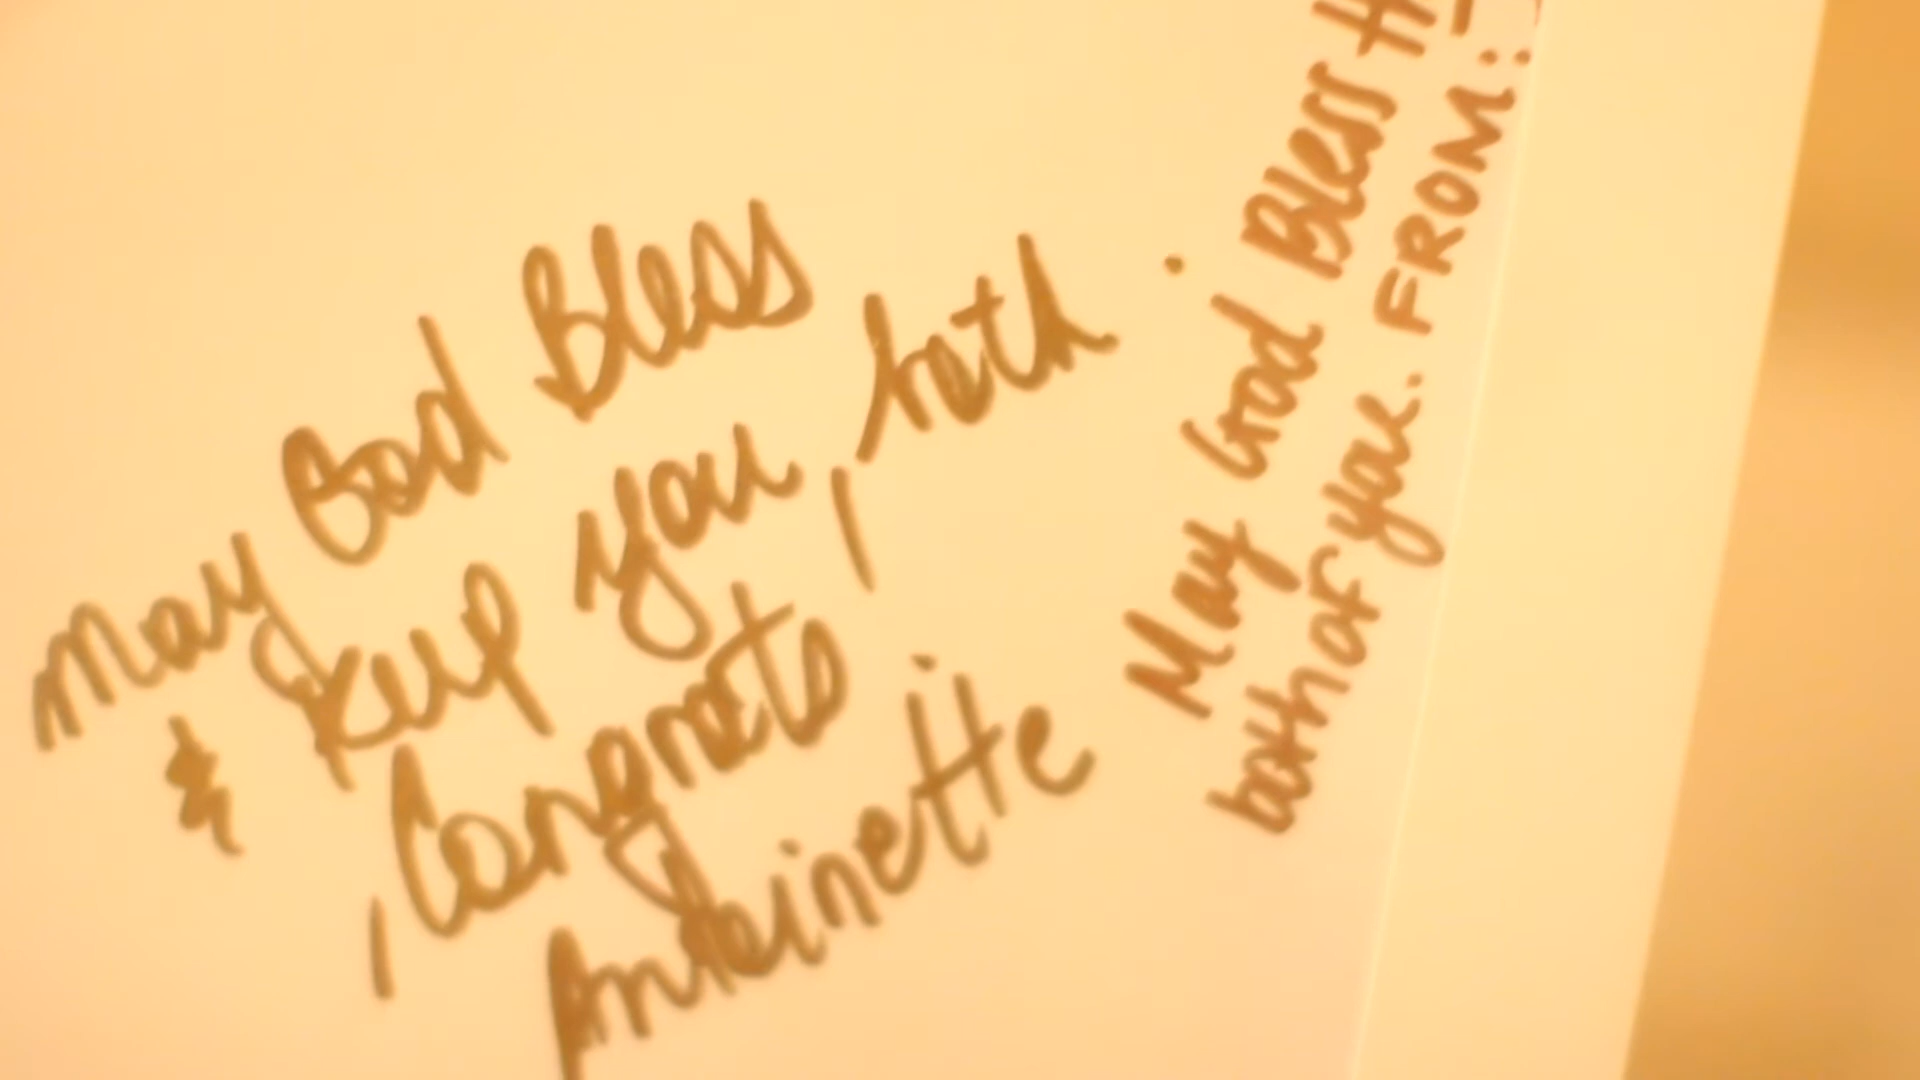 May God Bless
& keep you both.
Congrats
Antoinette
May God Bless
both of you. FROM: